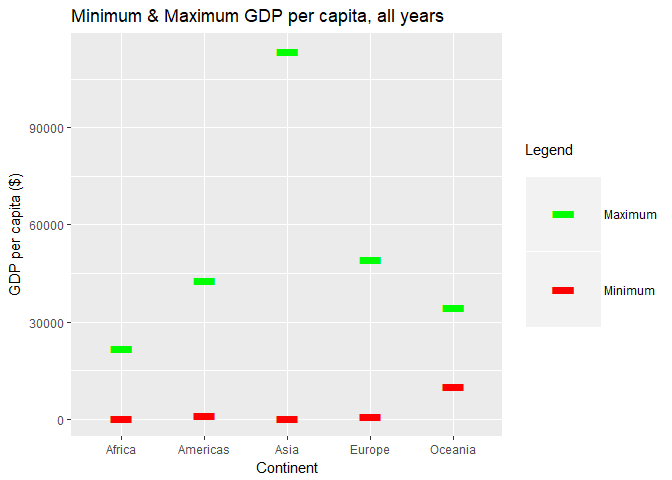 Minimum & Maximum GDP per capita, all years
GDP per capita ($)
90000
60000
30000
0
Africa Americas Asia Europe Oceania
Continent
Legend
Maximum
Minimum